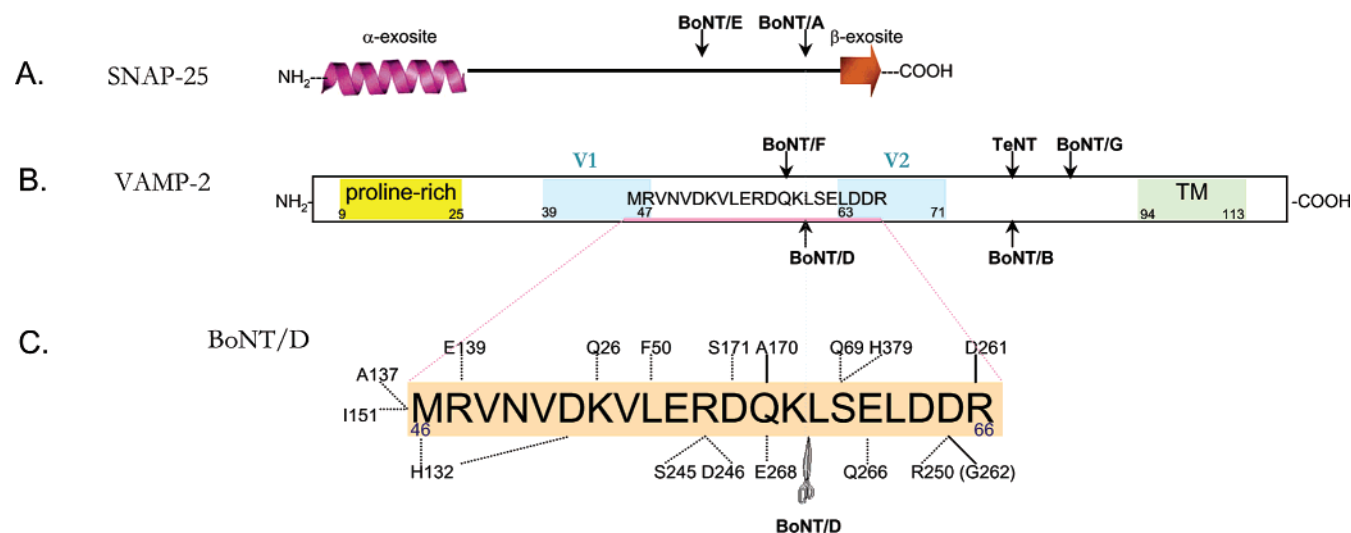 BoNT/E BoNT/A
α-exosite β-exosite
A. SNAP-25 NH2 COOH
BoNT/F TeNT BoNT/G
V1 V2
B. VAMP-2 NH2- proline-rich MRVNVDKVLERDQKLSELDDR TM -COOH
9 25 39 47 63 71 94 113
BoNT/D BoNT/B
C. BoNT/D
E139 Q26 F50 S171 A170 Q69 H379 D261
A137
I151 MRVNVDKVLERDQKLSELDDR
46 66
H132 S245 D246 E268 Q266 R250 (G262)
BoNT/D